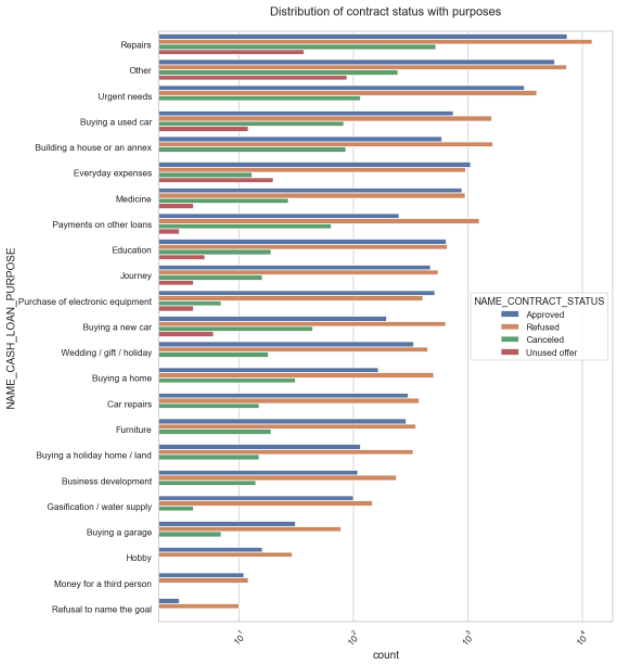 Distribution of contract status with purposes
NAME_CASH_LOAN_PURPOSE
Repairs
Other
Urgent needs
Buying a used car
Building a house or an annex
Everyday expenses
Medicine
Payments on other loans
Education
Journey
Purchase of electronic equipment
Buying a new car
Wedding / gift / holiday
Buying a home
Car repairs
Furniture
Buying a holiday home / land
Business development
Gasification / water supply
Buying a garage
Hobby
Money for a third person
Refusal to name the goal
NAME_CONTRACT_STATUS
Approved
Refused
Canceled
Unused offer
10¹ 10² 10³ 10⁴
count